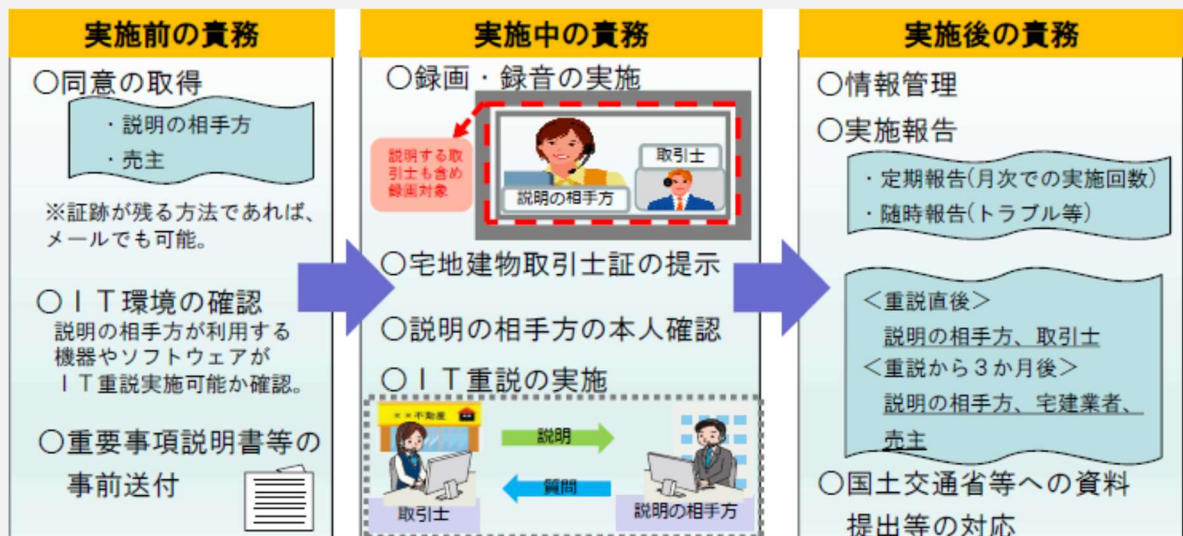 実施前の責務
○同意の取得
・説明の相手方
・売主
※証跡が残る方法であれば、
メールでも可能。
○IT環境の確認
説明の相手方が利用する
機器やソフトウェアが
IT重説実施可能か確認。
○重要事項説明書等の
事前送付
実施中の責務
○録画・録音の実施
説明する取
引士も含め
録画対象
説明の相手方
取引士
○宅地建物取引士証の提示
○説明の相手方の本人確認
○IT重説の実施
××不動産
説明
質問
取引士
説明の相手方
実施後の責務
○情報管理
○実施報告
・定期報告(月次での実施回数)
・随時報告(トラブル等)
＜重説直後＞
説明の相手方、取引士
＜重説から3か月後＞
説明の相手方、宅建業者、
売主
○国土交通省等への資料
提出等の対応